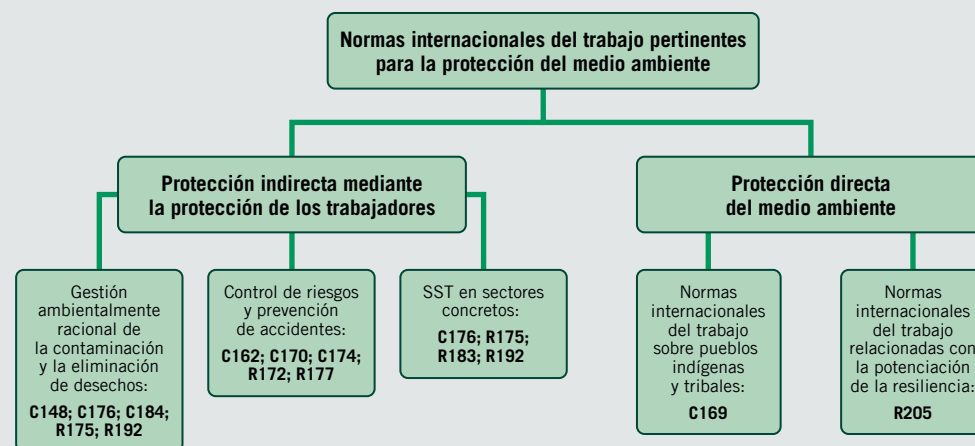 Normas internacionales del trabajo pertinentes
para la protección del medio ambiente
Protección indirecta mediante
la protección de los trabajadores
Protección directa
del medio ambiente
Gestión
ambientalmente
racional de
la contaminación
y la eliminación
de desechos:
C148; C176; C184;
R175; R192
Control de riesgos
y prevención
de accidentes:
C162; C170; C174;
R172; R177
SST en sectores
concretos:
C176; R175;
R183; R192
Normas
internacionales
del trabajo
sobre pueblos
indígenas
y tribales:
C169
Normas
internacionales
del trabajo
relacionadas con
la potenciación
de la resiliencia:
R205